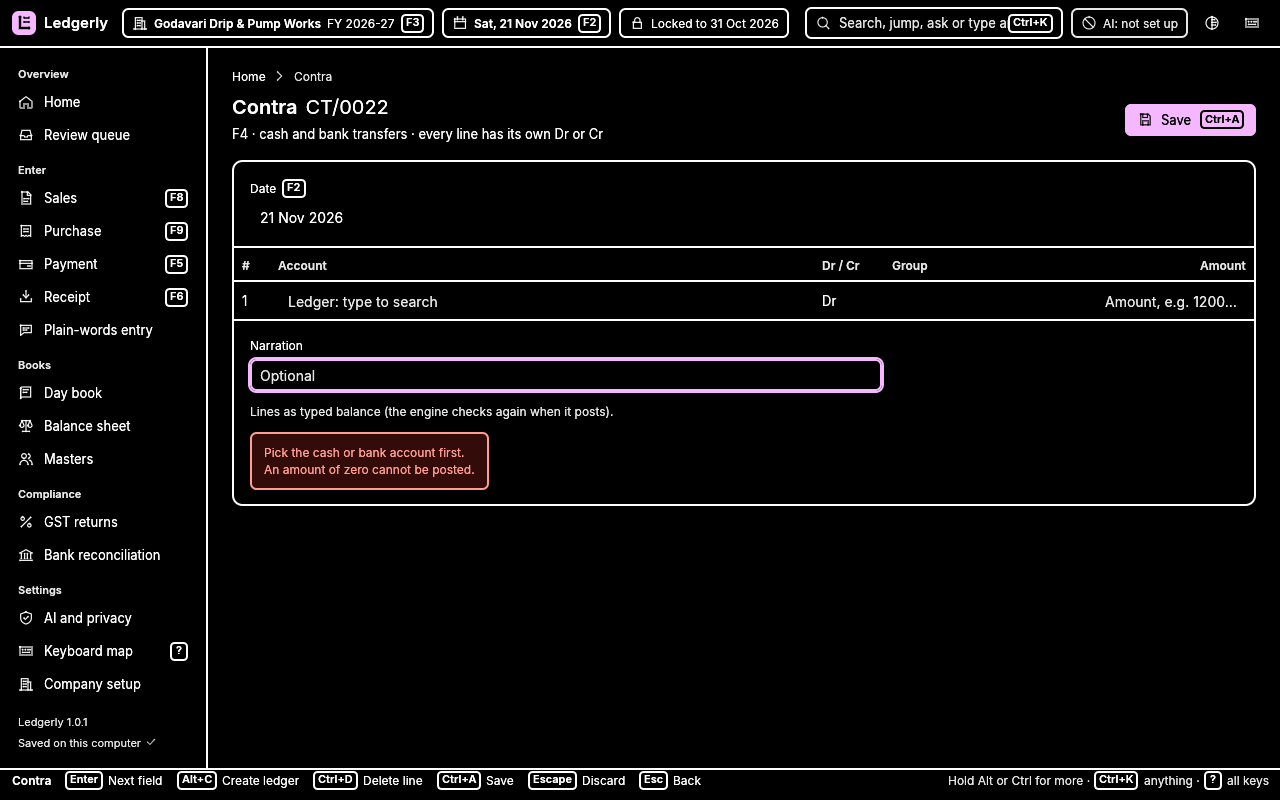 Ledgerly
Godavari Drip & Pump Works FY 2026-27 F3
Sat, 21 Nov 2026 F2
Locked to 31 Oct 2026
Search, jump, ask or type a Ctrl+K
AI: not set up
Overview
Home
Review queue
Enter
Sales F8
Purchase F9
Payment F5
Receipt F6
Plain-words entry
Books
Day book
Balance sheet
Masters
Compliance
GST returns
Bank reconciliation
Settings
AI and privacy
Keyboard map ?
Company setup
Ledgerly 1.0.1
Saved on this computer
Home Contra
Contra CT/0022
F4 · cash and bank transfers · every line has its own Dr or Cr
Save Ctrl+A
Date F2
21 Nov 2026
# Account Dr / Cr Group Amount
1 Ledger: type to search Dr Amount, e.g. 1200...
Narration
Optional
Lines as typed balance (the engine checks again when it posts).
Pick the cash or bank account first.
An amount of zero cannot be posted.
Contra Enter Next field Alt+C Create ledger Ctrl+D Delete line Ctrl+A Save Escape Discard Esc Back
Hold Alt or Ctrl for more · Ctrl+K anything · ? all keys